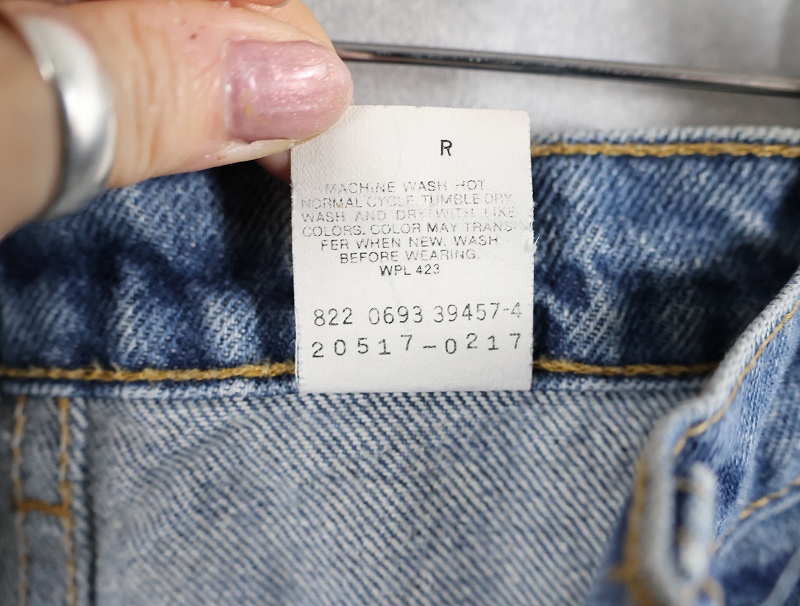 R
MACHINE WASH HOT
NORMAL CYCLE. TUMBLE DRY.
WASH AND DRY WITH LIKE
COLORS. COLOR MAY TRANS-
FER WHEN NEW. WASH
BEFORE WEARING.
WPL 423
822 0693 39457-4
20517-0217